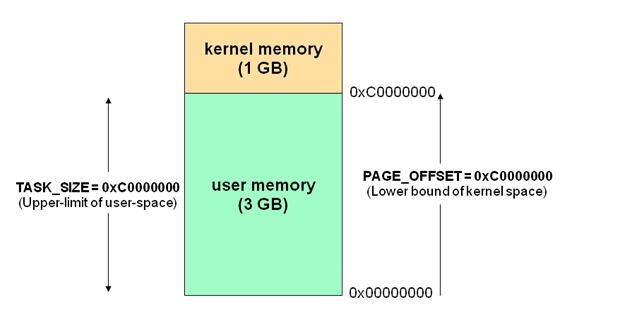 kernel memory
(1 GB)
0xC0000000
TASK_SIZE = 0xC0000000
(Upper-limit of user-space)
user memory
(3 GB)
PAGE_OFFSET = 0xC0000000
(Lower bound of kernel space)
0x00000000